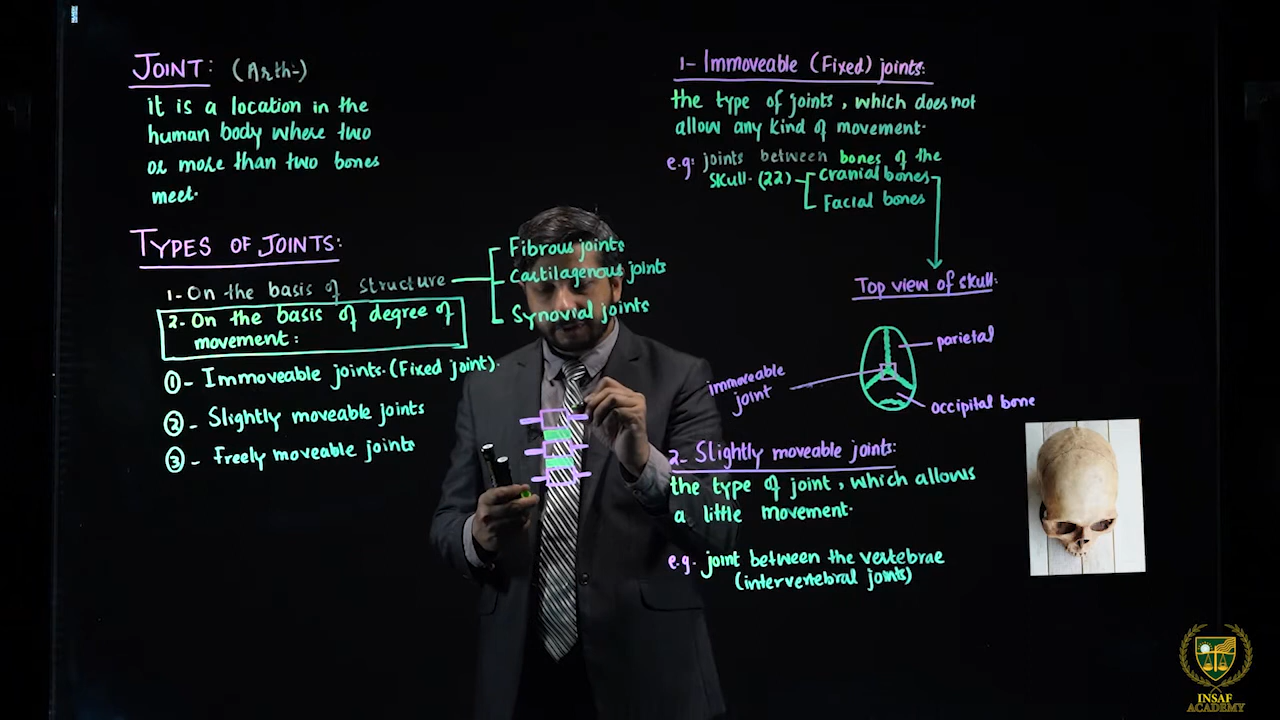 JOINT: (Arth-)
it is a location in the
human body where two
or more than two bones
meet.
TYPES OF JOINTS:
1- On the basis of structure
Fibrous joints
Cartilagenous joints
Synovial joints
2. On the basis of degree of
movement:
1 - Immoveable joints. (Fixed joint).
2 - Slightly moveable joints
3 - Freely moveable joints
1- Immoveable (Fixed) joints:
the type of joints, which does not
allow any kind of movement.
e.g: joints between bones of the
skull. (22)
Cranial bones
Facial bones
Top view of skull:
parietal
immoveable
joint
occipital bone
2- Slightly moveable joints:
the type of joint, which allows
a little movement.
e.g. joint between the vertebrae
(intervertebral joints)
INSAF
ACADEMY